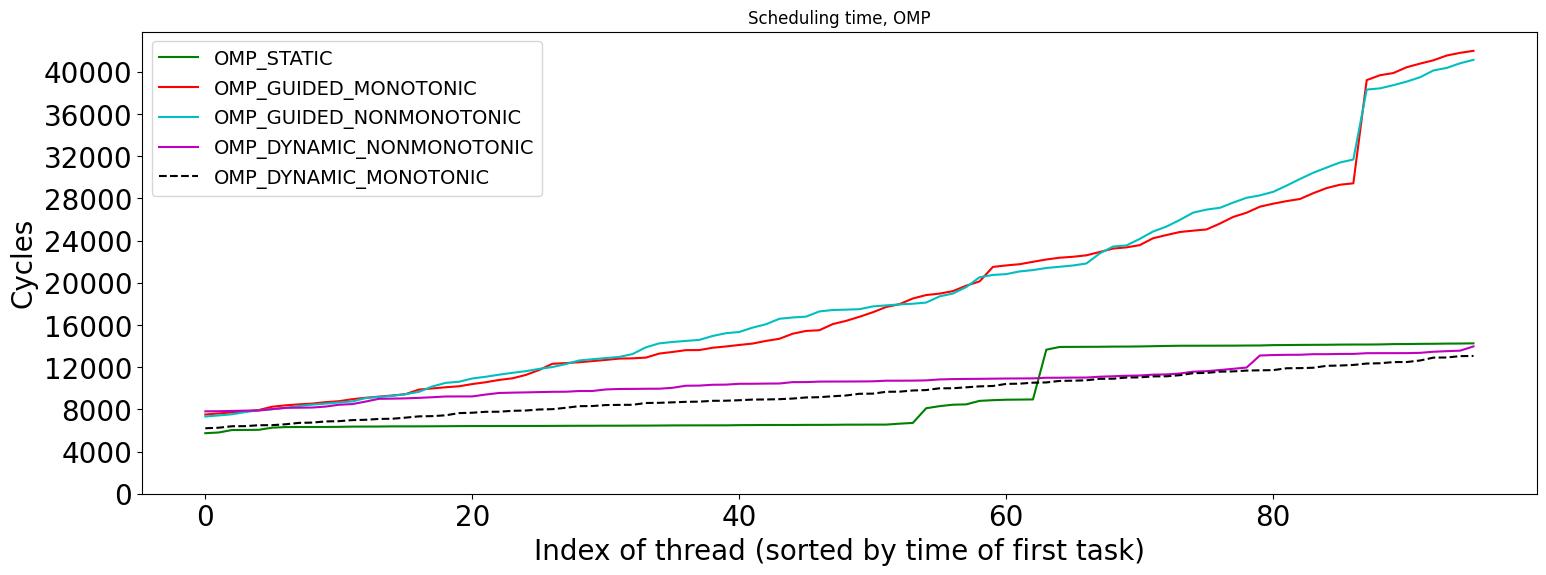 Scheduling time, OMP
OMP_STATIC
OMP_GUIDED_MONOTONIC
OMP_GUIDED_NONMONOTONIC
OMP_DYNAMIC_NONMONOTONIC
OMP_DYNAMIC_MONOTONIC
Cycles
40000
36000
32000
28000
24000
20000
16000
12000
8000
4000
0
0 20 40 60 80
Index of thread (sorted by time of first task)